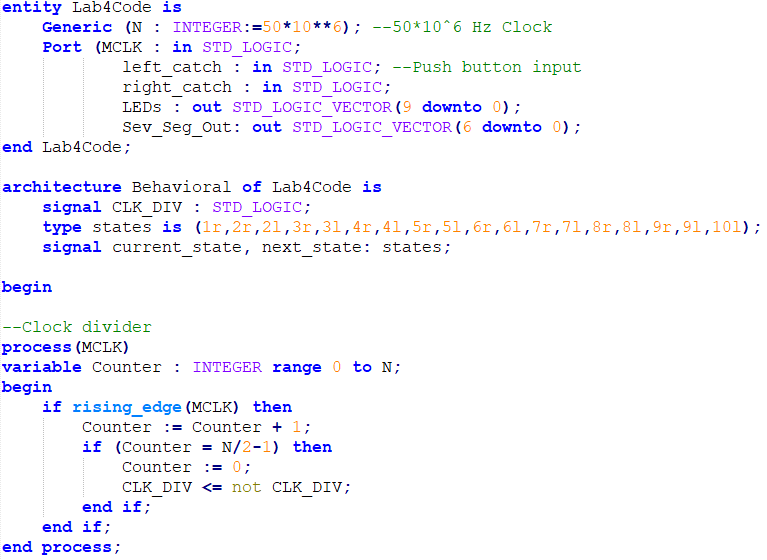 entity Lab4Code is
    Generic (N : INTEGER:=50*10**6); --50*10^6 Hz Clock
    Port (MCLK : in STD_LOGIC;
            left_catch : in STD_LOGIC; --Push button input
            right_catch : in STD_LOGIC;
            LEDs : out STD_LOGIC_VECTOR(9 downto 0);
            Sev_Seg_Out: out STD_LOGIC_VECTOR(6 downto 0);
end Lab4Code;

architecture Behavioral of Lab4Code is
    signal CLK_DIV : STD_LOGIC;
    type states is (1r,2r,2l,3r,3l,4r,4l,5r,5l,6r,6l,7r,7l,8r,8l,9r,9l,10l);
    signal current_state, next_state: states;

begin

--Clock divider
process(MCLK)
variable Counter : INTEGER range 0 to N;
begin
    if rising_edge(MCLK) then
        Counter := Counter + 1;
        if (Counter = N/2-1) then
            Counter := 0;
            CLK_DIV <= not CLK_DIV;
        end if;
    end if;
end process;